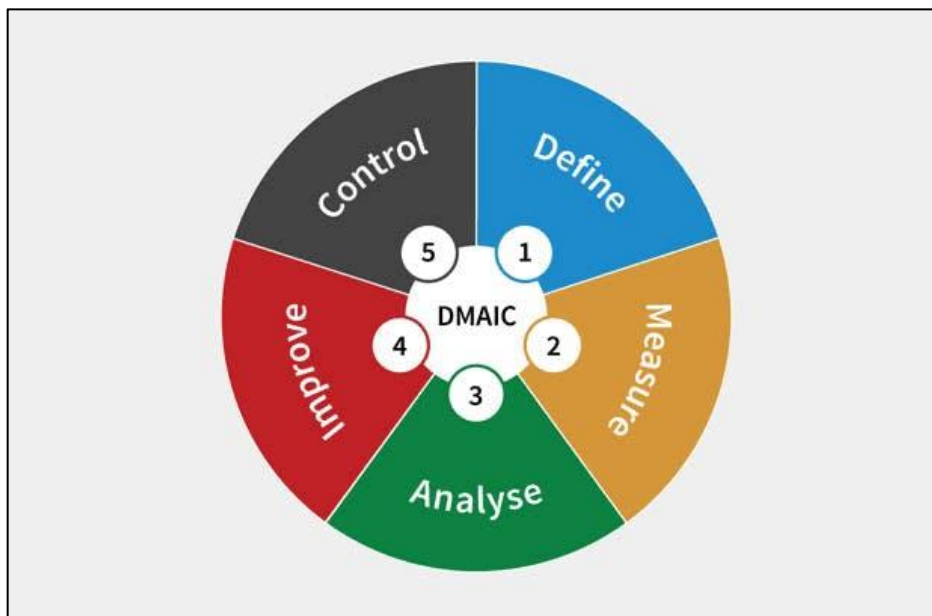 DMAIC
1
Define
2
Measure
3
Analyse
4
Improve
5
Control